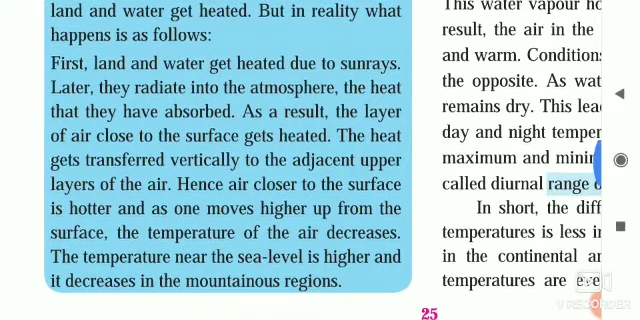 land and water get heated. But in reality what
happens is as follows:
First, land and water get heated due to sunrays.
Later, they radiate into the atmosphere, the heat
that they have absorbed. As a result, the layer
of air close to the surface gets heated. The heat
gets transferred vertically to the adjacent upper
layers of the air. Hence air closer to the surface
is hotter and as one moves higher up from the
surface, the temperature of the air decreases.
The temperature near the sea-level is higher and
it decreases in the mountainous regions.
This water vapour
result, the air in the
and warm.
the opposite. As
remains dry. This
day and night
maximum and
called diurnal range
In short, the
temperatures is less
in the continental
temperatures are
25
V RECORDER